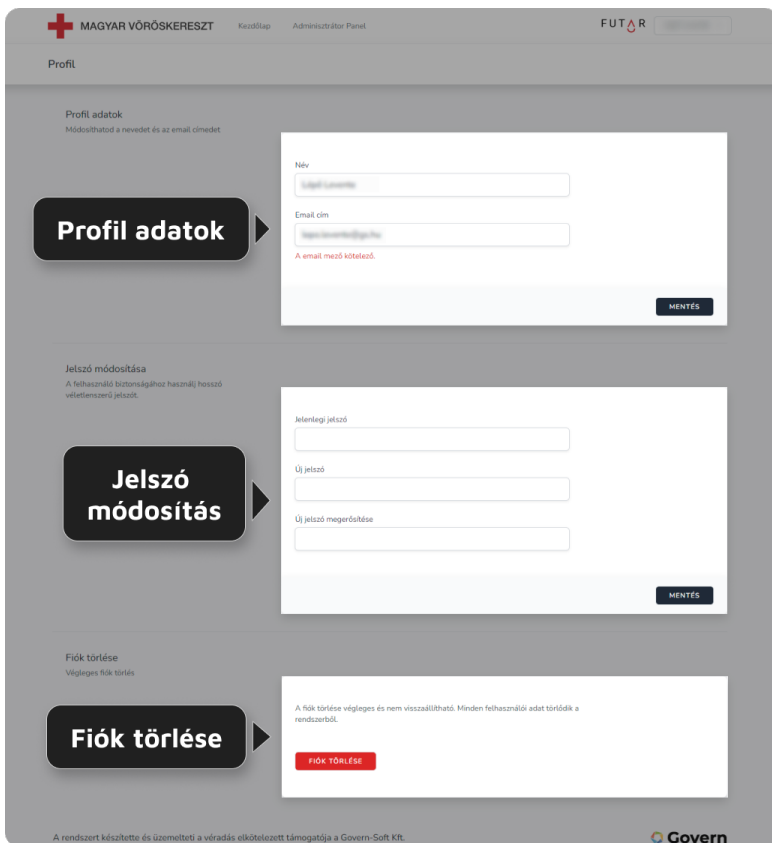 MAGYAR VÖRÖSKERESZT Kezdőlap Adminisztrátor Panel FUTÁR
Profil
Profil adatok
Módosíthatod a nevedet és az email címedet
Név
Email cím
A email mező kötelező.
Profil adatok
MENTÉS
Jelszó módosítása
A felhasználó biztonságához használj hosszó
véletlenszerű jelszót.
Jelenlegi jelszó
Új jelszó
Új jelszó megerősítése
Jelszó
módosítás
MENTÉS
Fiók törlése
Végleges fiók törlés
A fiók törlése végleges és nem visszaállítható. Minden felhasználói adat törlődik a
rendszerből.
Fiók törlése
FIÓK TÖRLÉSE
A rendszert készítette és üzemelteti a véradás elkötelezett támogatója a Govern-Soft Kft.
Govern